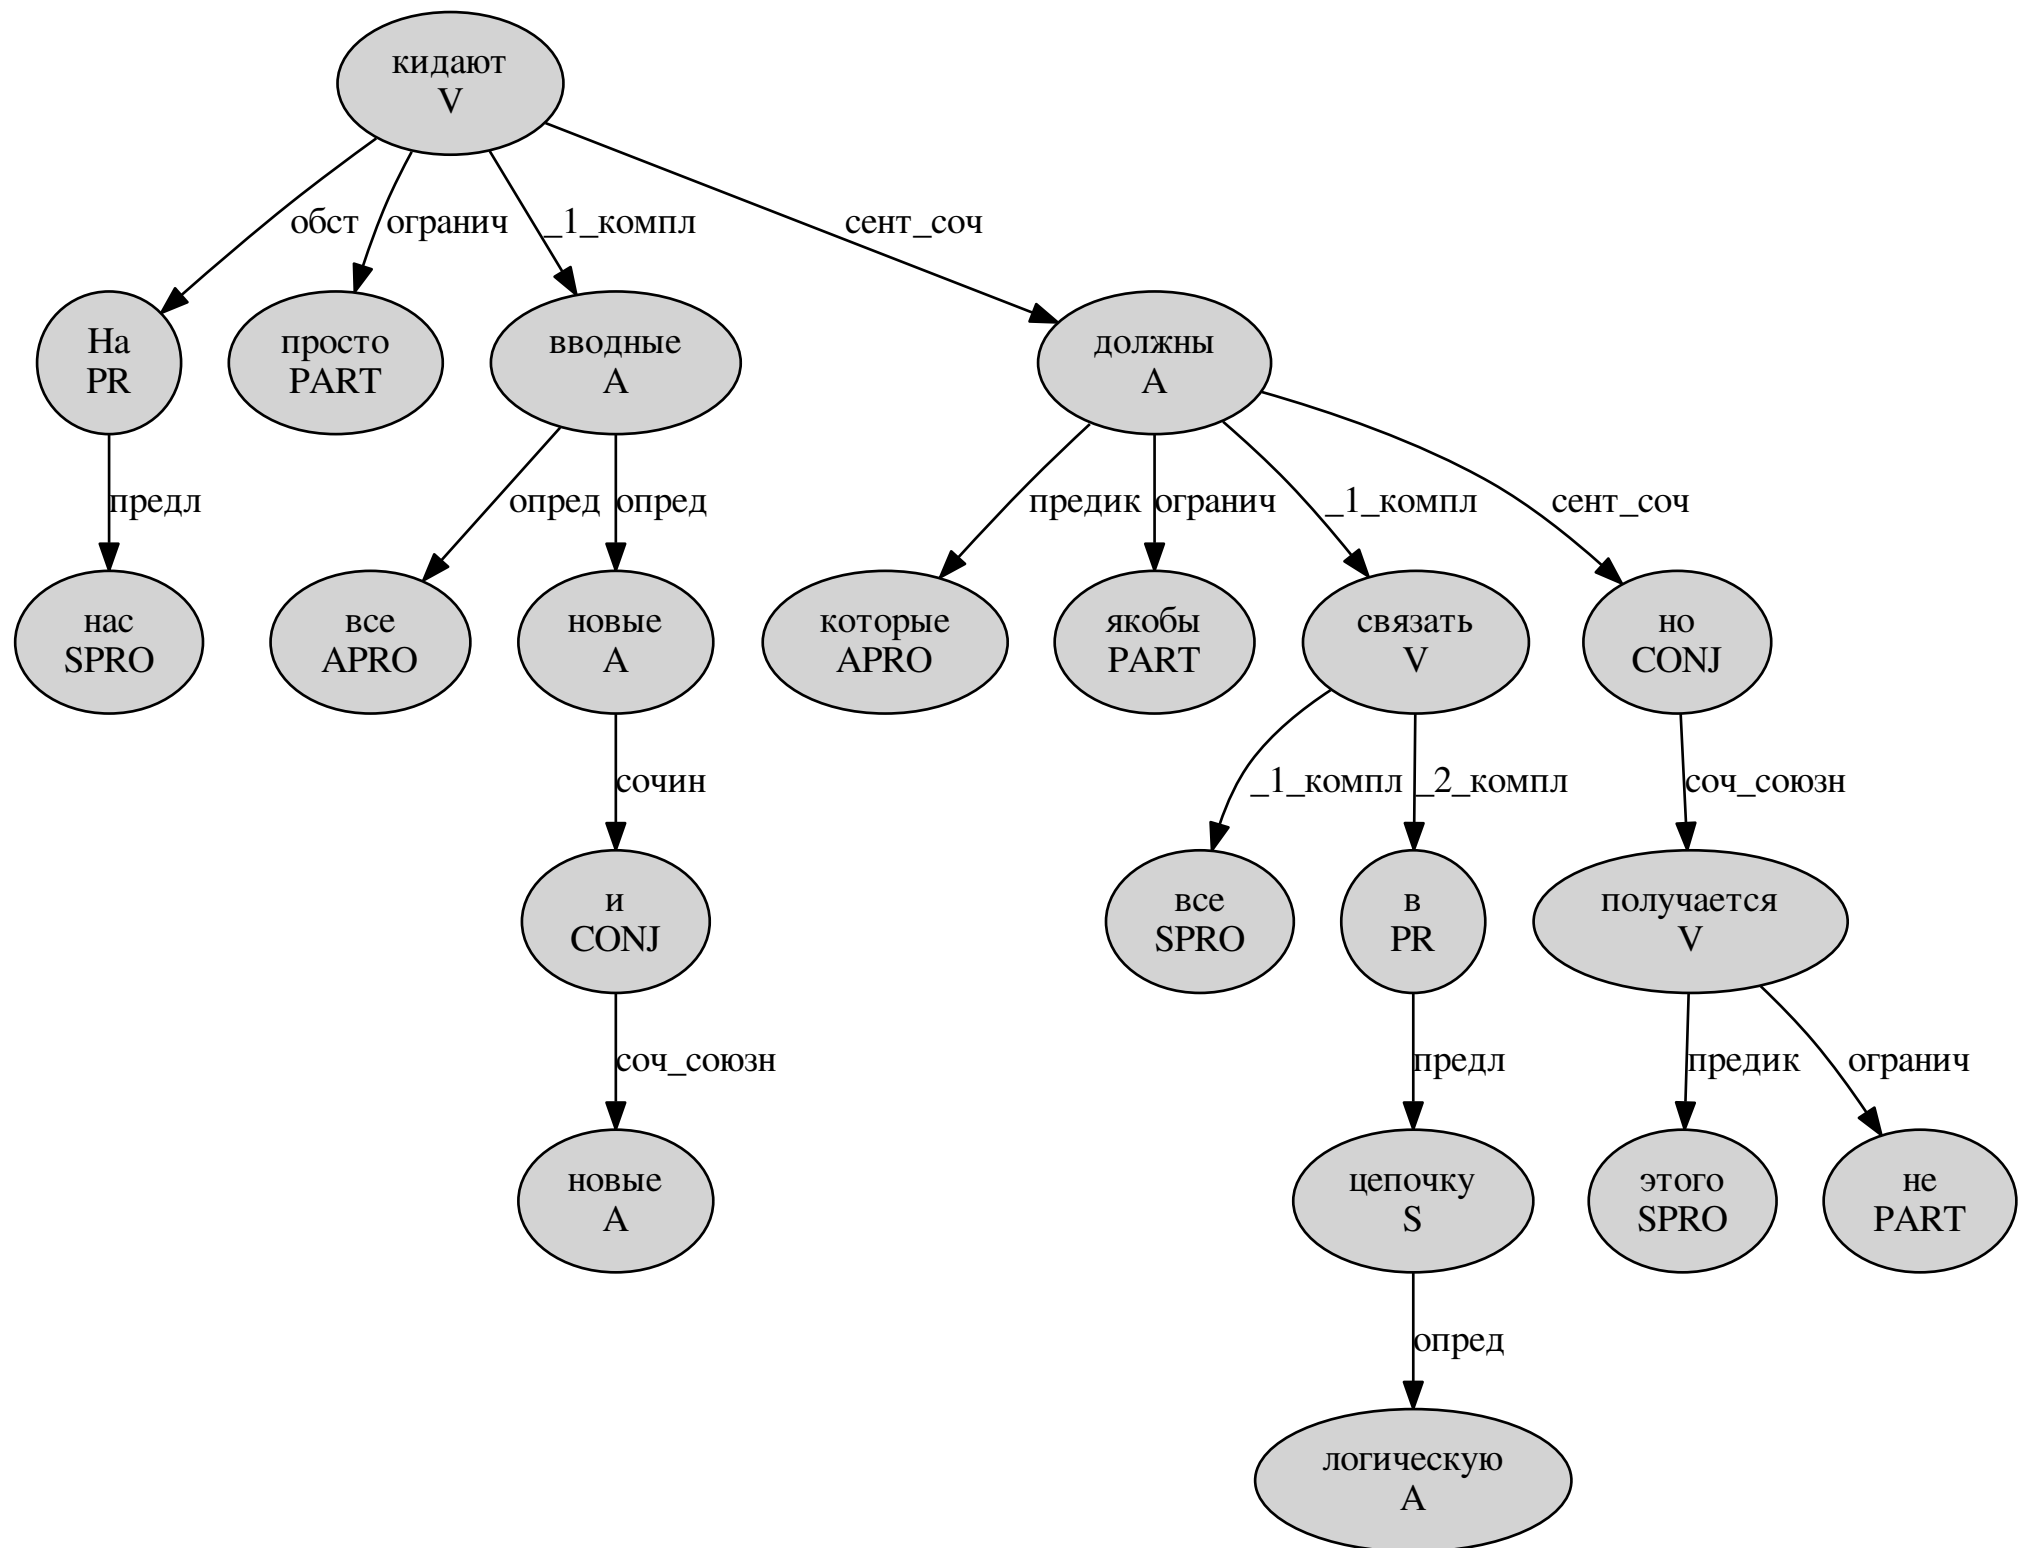 кидают
V
обст
огранич
_1_компл
сент_соч
На
PR
просто
PART
вводные
A
должны
A
предл
опред
опред
предик
огранич
_1_компл
сент_соч
нас
SPRO
все
APRO
новые
A
которые
APRO
якобы
PART
связать
V
но
CONJ
сочин
_1_компл
_2_компл
соч_союзн
и
CONJ
все
SPRO
в
PR
получается
V
соч_союзн
предл
предик
огранич
новые
A
цепочку
S
этого
SPRO
не
PART
опред
логическую
A